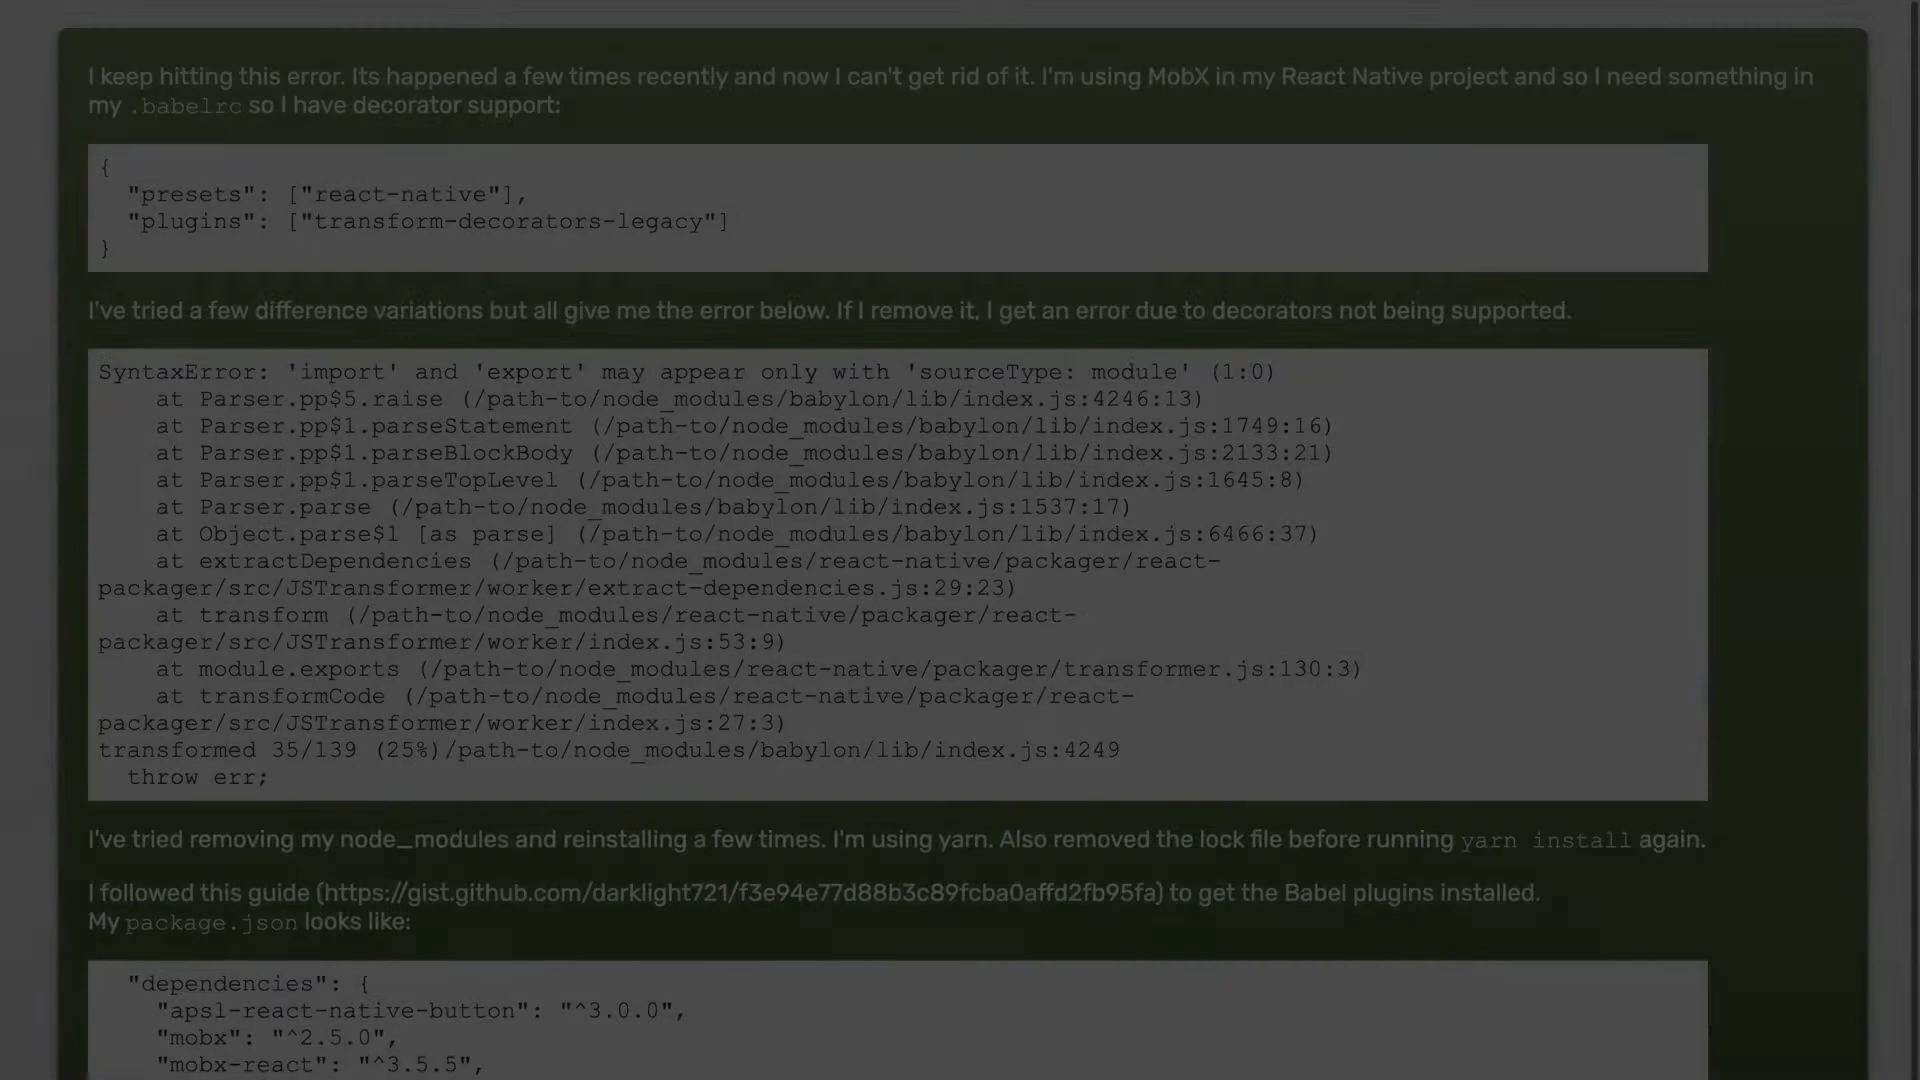 I keep hitting this error. Its happened a few times recently and now I can't get rid of it. I'm using MobX in my React Native project and so I need something in
my .babelrc so I have decorator support:
{
"presets": ["react-native"],
"plugins": ["transform-decorators-legacy"]
}
I've tried a few difference variations but all give me the error below. If I remove it, I get an error due to decorators not being supported.
SyntaxError: 'import' and 'export' may appear only with 'sourceType: module' (1:0)
at Parser.pp$5.raise (/path-to/node_modules/babylon/lib/index.js:4246:13)
at Parser.pp$1.parseStatement (/path-to/node_modules/babylon/lib/index.js:1749:16)
at Parser.pp$1.parseBlockBody (/path-to/node_modules/babylon/lib/index.js:2133:21)
at Parser.pp$1.parseTopLevel (/path-to/node_modules/babylon/lib/index.js:1645:8)
at Parser.parse (/path-to/node_modules/babylon/lib/index.js:1537:17)
at Object.parse$1 [as parse] (/path-to/node_modules/babylon/lib/index.js:6466:37)
at extractDependencies (/path-to/node_modules/react-native/packager/react-
packager/src/JSTransformer/worker/extract-dependencies.js:29:23)
at transform (/path-to/node_modules/react-native/packager/react-
packager/src/JSTransformer/worker/index.js:53:9)
at module.exports (/path-to/node_modules/react-native/packager/transformer.js:130:3)
at transformCode (/path-to/node_modules/react-native/packager/react-
packager/src/JSTransformer/worker/index.js:27:3)
transformed 35/139 (25%)/path-to/node_modules/babylon/lib/index.js:4249
throw err;
I've tried removing my node_modules and reinstalling a few times. I'm using yarn. Also removed the lock file before running yarn install again.
I followed this guide (https://gist.github.com/darklight721/f3e94e77d88b3c89fcba0affd2fb95fa) to get the Babel plugins installed.
My package.json looks like:
"dependencies": {
"apsl-react-native-button": "^3.0.0",
"mobx": "^2.5.0",
"mobx-react": "^3.5.5",